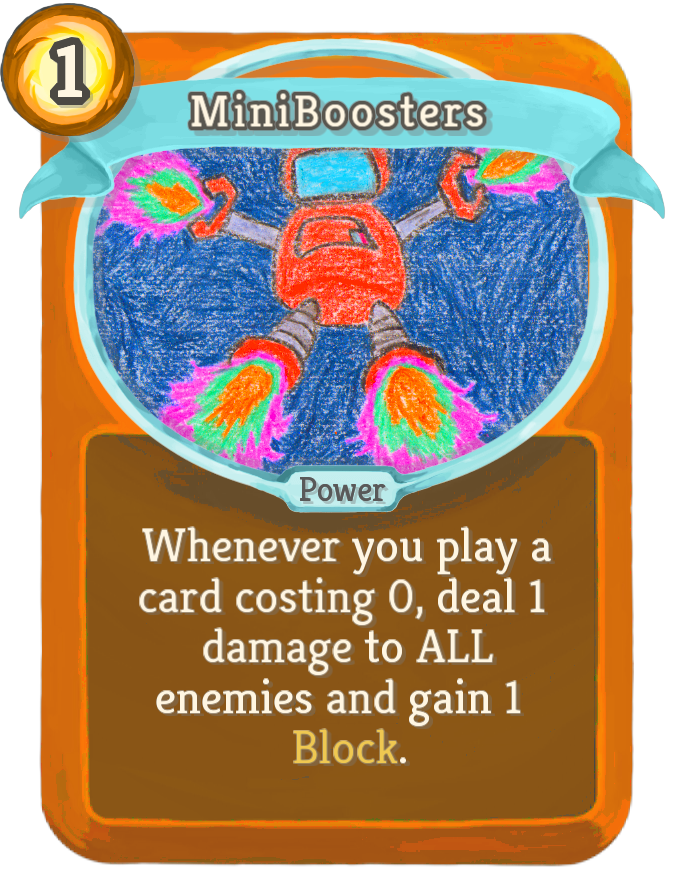 1
MiniBoosters
Power
Whenever you play a
card costing 0, deal 1
damage to ALL
enemies and gain 1
Block.